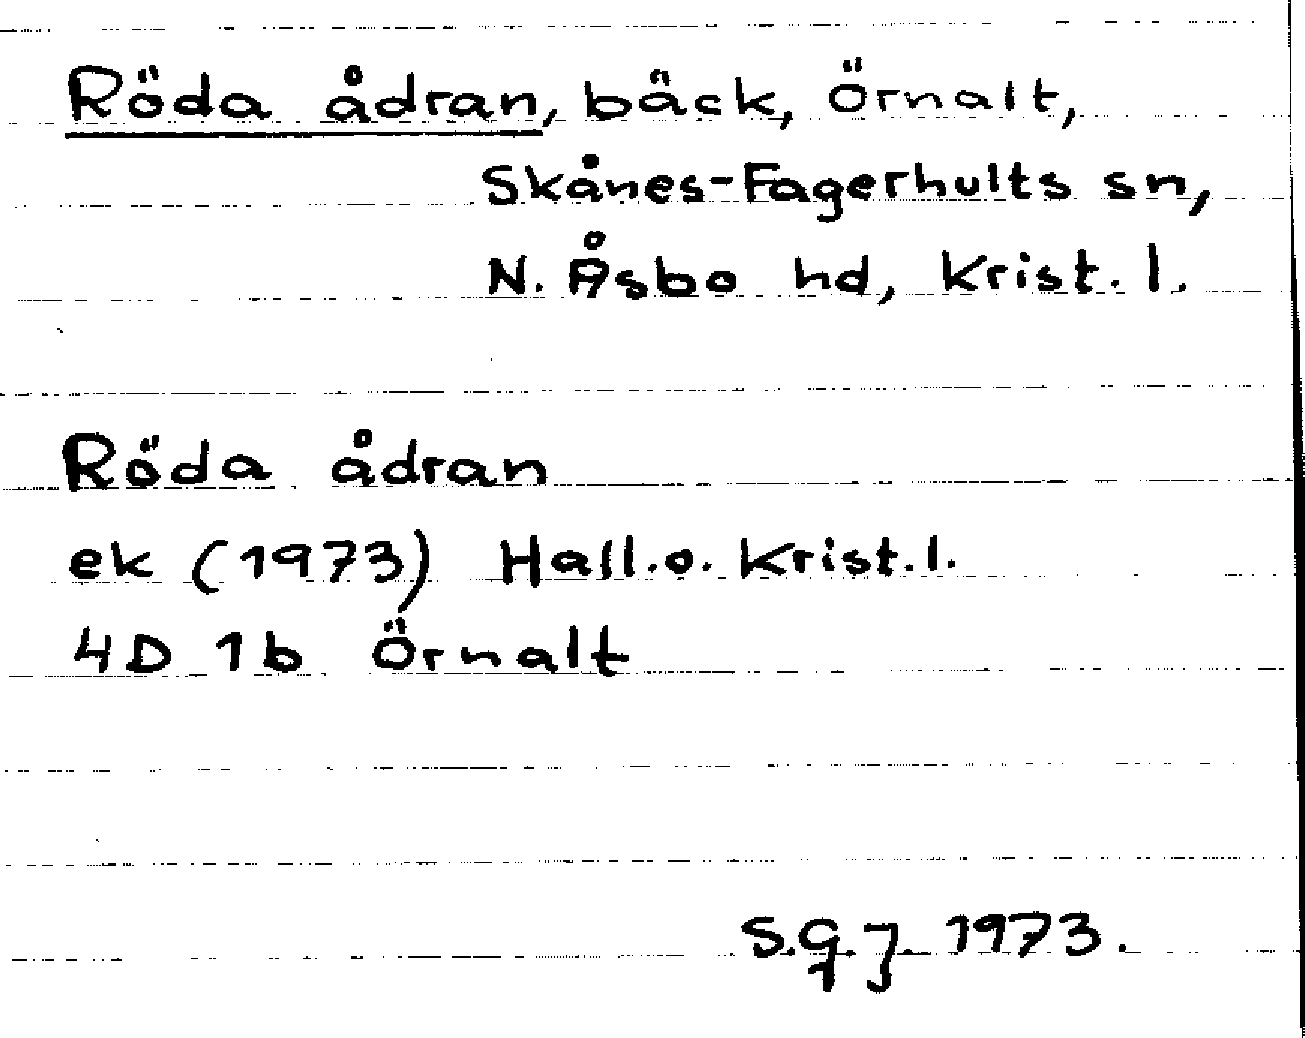 Röda ådran, bäck, Örnalt,
Skånes-Fagerhults sn,
N. Åsbo hd, Krist. l.
Röda ådran
ek (1973) Hall. o. Krist. l.
4D 1b Örnalt
S.G.J. 1973.